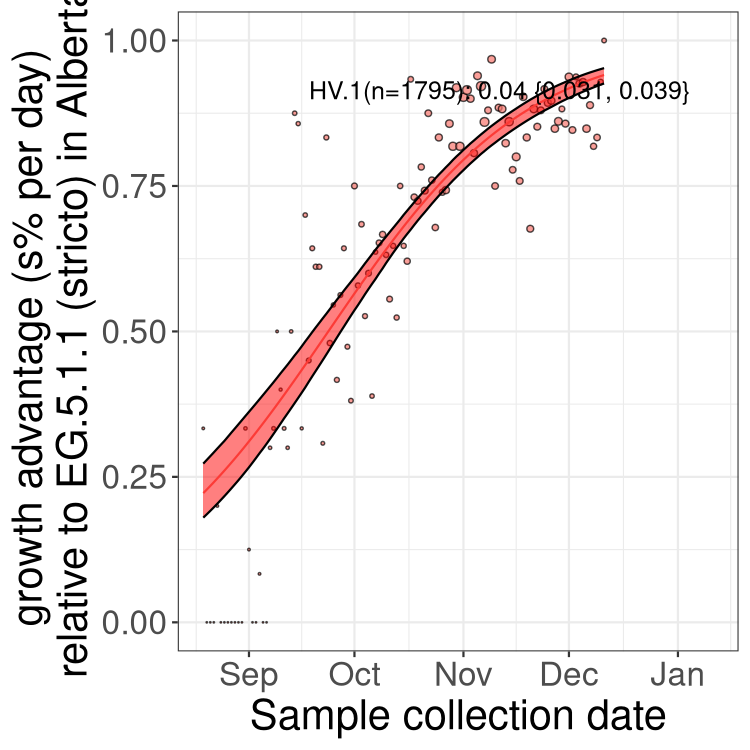 growth advantage (s% per day)
relative to EG.5.1.1 (stricto) in Alberta
1.00
0.75
0.50
0.25
0.00
HV.1(n=1795), 0.04 {0.031, 0.039}
Sep Oct Nov Dec Jan
Sample collection date